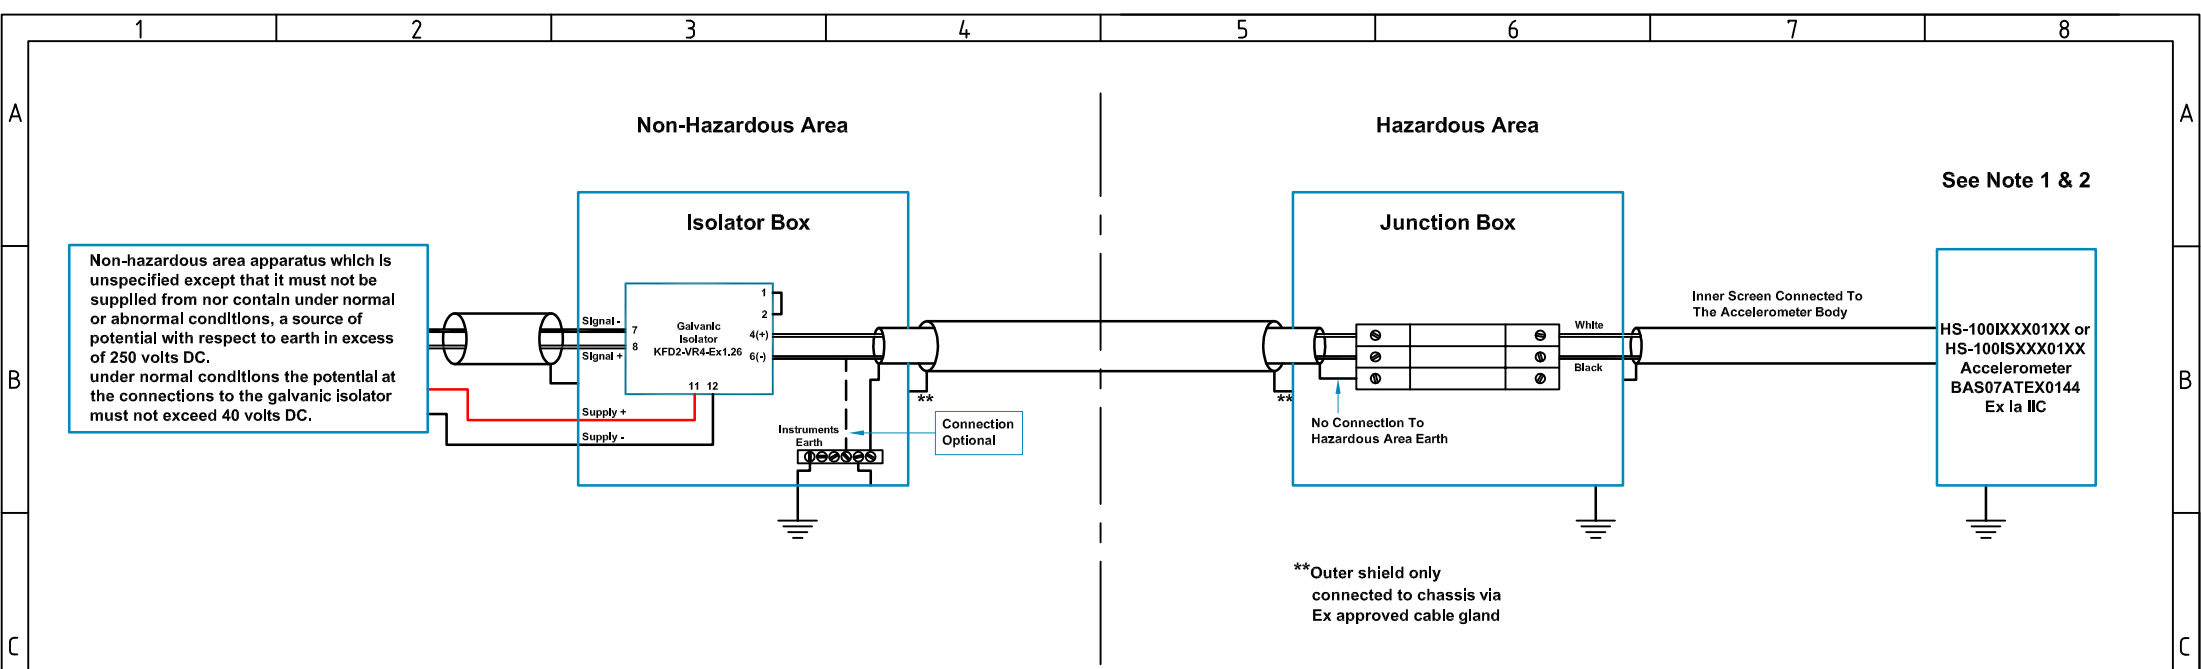 1 2 3 4 5 6 7 8
A A
Non-Hazardous Area
Hazardous Area
See Note 1 & 2
Isolator Box
Junction Box
B B
Non-hazardous area apparatus which is
unspecified except that it must not be
supplied from nor contain under normal
or abnormal conditions, a source of
potential with respect to earth in excess
of 250 volts DC.
under normal conditions the potential at
the connections to the galvanic isolator
must not exceed 40 volts DC.
Signal -
7
8
Signal +
Galvanic
Isolator
KFD2-VR4-Ex1.26
1
2
4(+)
6(-)
11 12
Supply +
Supply -
Instruments
Earth
**
Connection
Optional
**
No Connection To
Hazardous Area Earth
White
Black
Inner Screen Connected To
The Accelerometer Body
HS-100IXXX01XX or
HS-100ISXXX01XX
Accelerometer
BAS07ATEX0144
Ex Ia IIC
**Outer shield only
connected to chassis via
Ex approved cable gland
C C